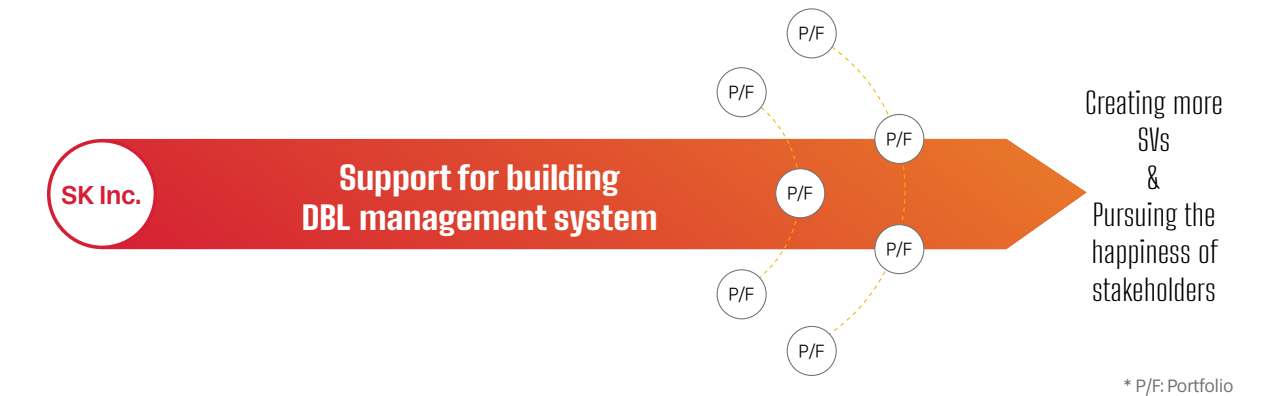 SK Inc.
Support for building
DBL management system
P/F
P/F
P/F
P/F
P/F
P/F
P/F
Creating more
SVs
&
Pursuing the
happiness of
stakeholders
* P/F: Portfolio